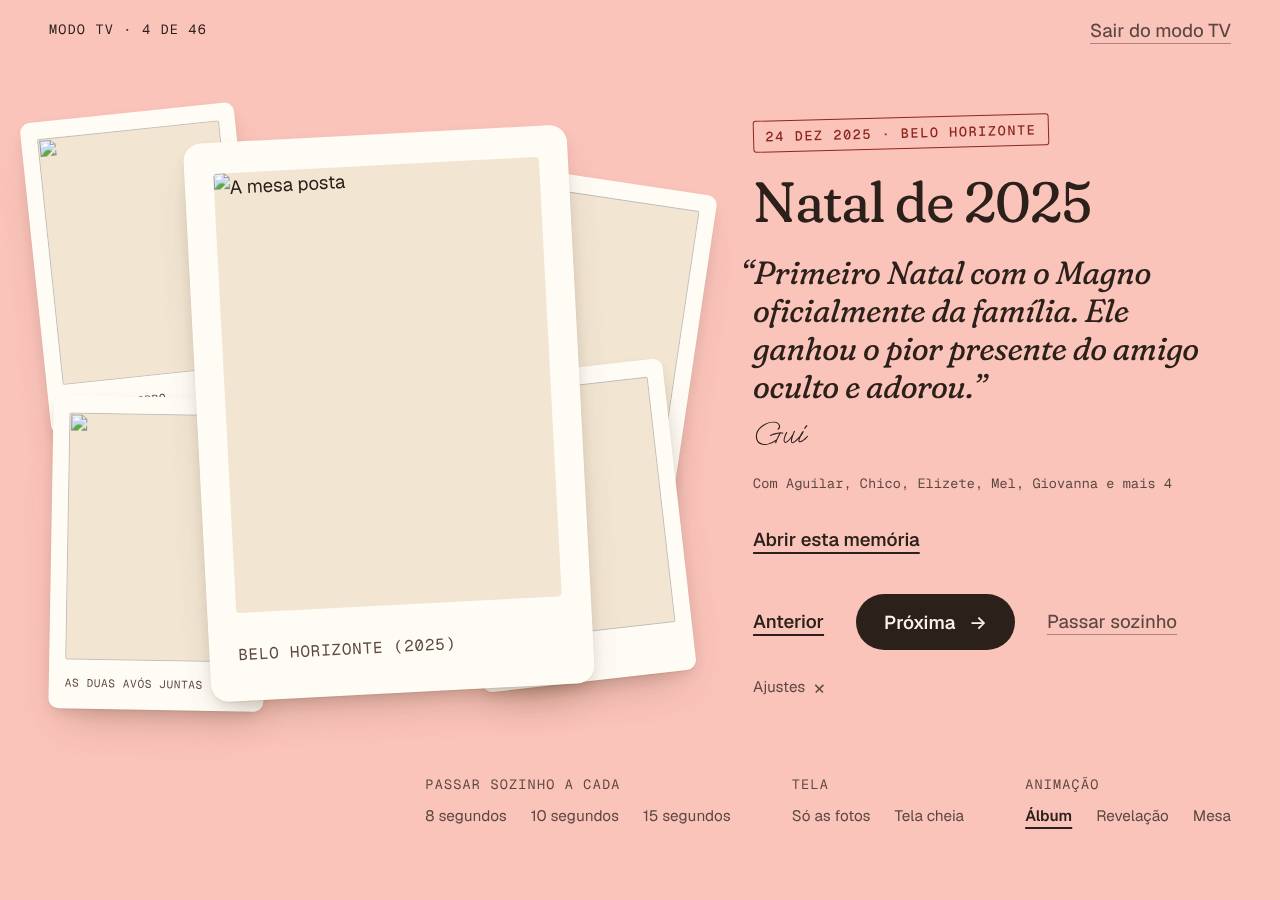 MODO TV · 4 DE 46
Sair do modo TV
A mesa posta
BELO HORIZONTE (2025)
AS DUAS AVÓS JUNTAS
24 DEZ 2025 · BELO HORIZONTE
Natal de 2025
“Primeiro Natal com o Magno
oficialmente da família. Ele
ganhou o pior presente do amigo
oculto e adorou.”
Gui
Com Aguilar, Chico, Elizete, Mel, Giovanna e mais 4
Abrir esta memória
Anterior
Próxima →
Passar sozinho
Ajustes ×
PASSAR SOZINHO A CADA
8 segundos 10 segundos 15 segundos
TELA
Só as fotos Tela cheia
ANIMAÇÃO
Álbum Revelação Mesa